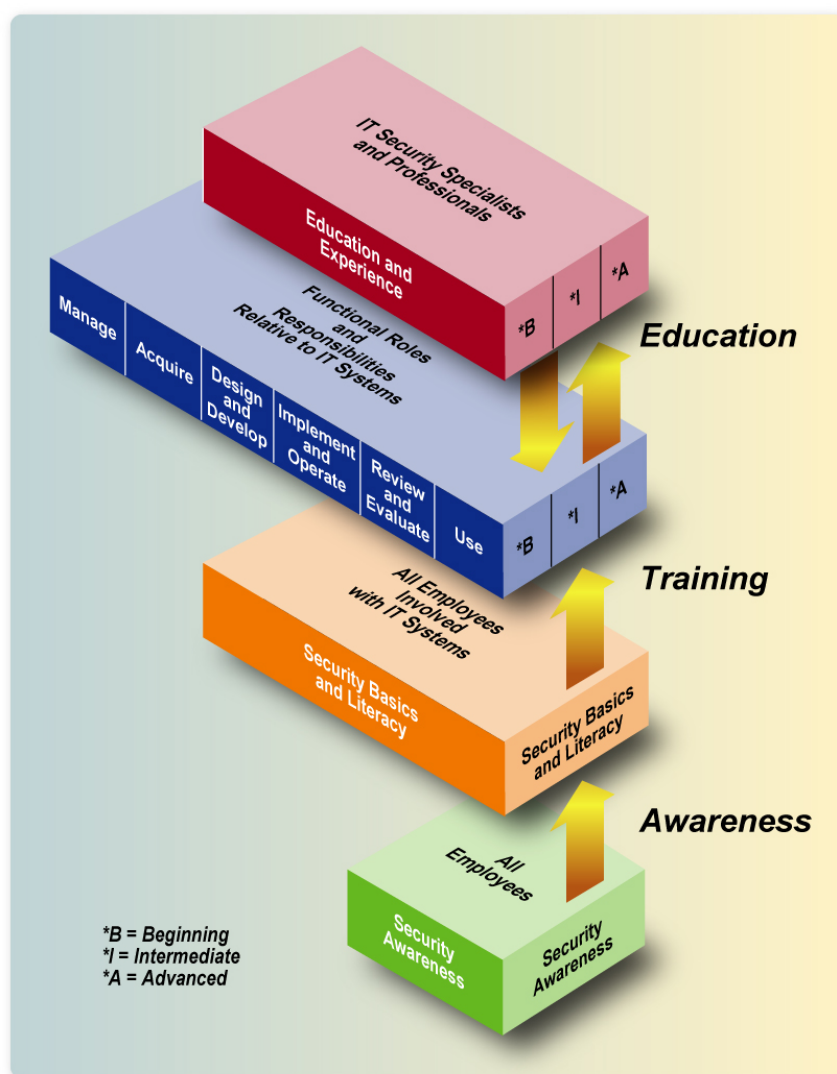 IT Security Specialists
and Professionals
Education and
Experience
*B
*I
*A
Education
Functional Roles
and
Responsibilities
Relative to IT Systems
Manage
Acquire
Design
and
Develop
Implement
and
Operate
Review
and
Evaluate
Use
*B
*I
*A
Training
All Employees
Involved
with IT Systems
Security Basics
and Literacy
Security Basics
and Literacy
Awareness
All
Employees
Security
Awareness
Security
Awareness
*B = Beginning
*I = Intermediate
*A = Advanced